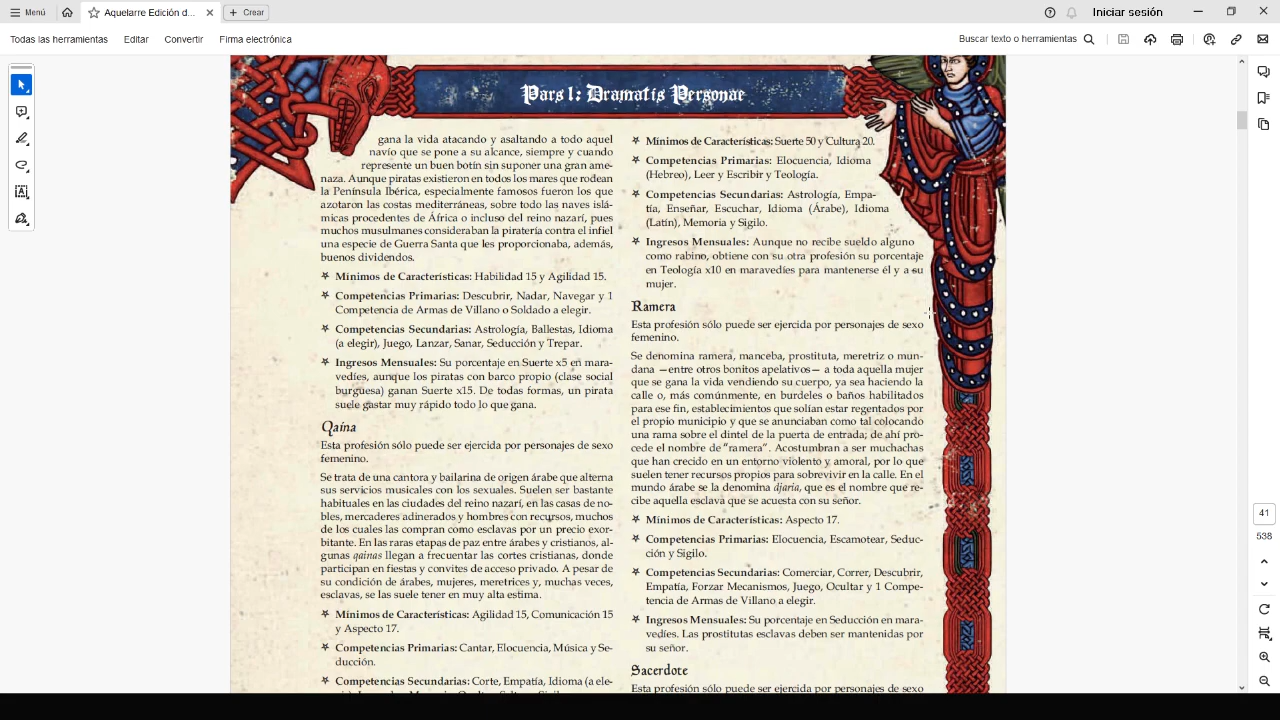 Menú
Aquelarre Edición d...
Crear
Iniciar sesión
Todas las herramientas
Editar
Convertir
Firma electrónica
Buscar texto o herramientas
Pars I: Dramatis Personae
gana la vida atacando y asaltando a todo aquel
navío que se pone a su alcance, siempre y cuando
represente un buen botín sin suponer una gran ame-
naza. Aunque piratas existieron en todos los mares que rodean
la Península Ibérica, especialmente famosos fueron los que
azotaron las costas mediterráneas, sobre todo las naves islá-
micas procedentes de África o incluso del reino nazarí, pues
muchos musulmanes consideraban la piratería contra el infiel
una especie de Guerra Santa que les proporcionaba, además,
buenos dividendos.
Mínimos de Características: Habilidad 15 y Agilidad 15.
Competencias Primarias: Descubrir, Nadar, Navegar y 1
Competencia de Armas de Villano o Soldado a elegir.
Competencias Secundarias: Astrología, Ballestas, Idioma
(a elegir), Juego, Lanzar, Sanar, Seducción y Trepar.
Ingresos Mensuales: Su porcentaje en Suerte x5 en mara-
vedíes, aunque los piratas con barco propio (clase social
burguesa) ganan Suerte x15. De todas formas, un pirata
suele gastar muy rápido todo lo que gana.
Qaina
Esta profesión sólo puede ser ejercida por personajes de sexo
femenino.
Se trata de una cantora y bailarina de origen árabe que alterna
sus servicios musicales con los sexuales. Suelen ser bastante
habituales en las ciudades del reino nazarí, en las casas de no-
bles, mercaderes adinerados y hombres con recursos, muchos
de los cuales las compran como esclavas por un precio exor-
bitante. En las raras etapas de paz entre árabes y cristianos, al-
gunas qainas llegan a frecuentar las cortes cristianas, donde
participan en fiestas y convites de acceso privado. A pesar de
su condición de árabes, mujeres, meretrices y, muchas veces,
esclavas, se las suele tener en muy alta estima.
Mínimos de Características: Agilidad 15, Comunicación 15
y Aspecto 17.
Competencias Primarias: Cantar, Elocuencia, Música y Se-
ducción.
Competencias Secundarias: Corte, Empatía, Idioma (a ele-
Mínimos de Características: Suerte 50 y Cultura 20.
Competencias Primarias: Elocuencia, Idioma
(Hebreo), Leer y Escribir y Teología.
Competencias Secundarias: Astrología, Empa-
tía, Enseñar, Escuchar, Idioma (Árabe), Idioma
(Latín), Memoria y Sigilo.
Ingresos Mensuales: Aunque no recibe sueldo alguno
como rabino, obtiene con su otra profesión su porcentaje
en Teología x10 en maravedíes para mantenerse él y a su
mujer.
Ramera
Esta profesión sólo puede ser ejercida por personajes de sexo
femenino.
Se denomina ramera, manceba, prostituta, meretriz o mun-
dana —entre otros bonitos apelativos— a toda aquella mujer
que se gana la vida vendiendo su cuerpo, ya sea haciendo la
calle o, más comúnmente, en burdeles o baños habilitados
para ese fin, establecimientos que solían estar regentados por
el propio municipio y que se anunciaban como tal colocando
una rama sobre el dintel de la puerta de entrada; de ahí pro-
cede el nombre de "ramera". Acostumbran a ser muchachas
que han crecido en un entorno violento y amoral, por lo que
suelen tener recursos propios para sobrevivir en la calle. En el
mundo árabe se la denomina djaria, que es el nombre que re-
cibe aquella esclava que se acuesta con su señor.
Mínimos de Características: Aspecto 17.
Competencias Primarias: Elocuencia, Escamotear, Seduc-
ción y Sigilo.
Competencias Secundarias: Comerciar, Correr, Descubrir,
Empatía, Forzar Mecanismos, Juego, Ocultar y 1 Compe-
tencia de Armas de Villano a elegir.
Ingresos Mensuales: Su porcentaje en Seducción en mara-
vedíes. Las prostitutas esclavas deben ser mantenidas por
su señor.
Sacerdote
Esta profesión sólo puede ser ejercida por personajes de sexo
41
538